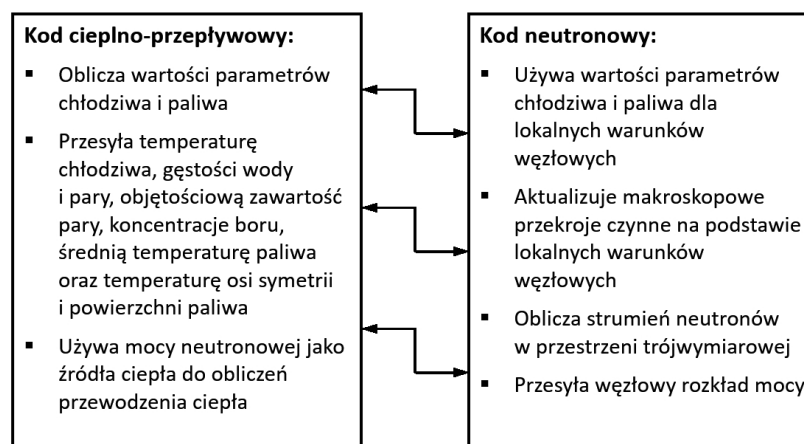 Kod cieplno-przepływowy:
▪ Oblicza wartości parametrów
chłodziwa i paliwa
▪ Przesyła temperaturę
chłodziwa, gęstości wody
i pary, objętościową zawartość
pary, koncentracje boru,
średnią temperaturę paliwa
oraz temperaturę osi symetrii
i powierzchni paliwa
▪ Używa mocy neutronowej jako
źródła ciepła do obliczeń
przewodzenia ciepła
Kod neutronowy:
▪ Używa wartości parametrów
chłodziwa i paliwa dla
lokalnych warunków
węzłowych
▪ Aktualizuje makroskopowe
przekroje czynne na podstawie
lokalnych warunków
węzłowych
▪ Oblicza strumień neutronów
w przestrzeni trójwymiarowej
▪ Przesyła węzłowy rozkład mocy